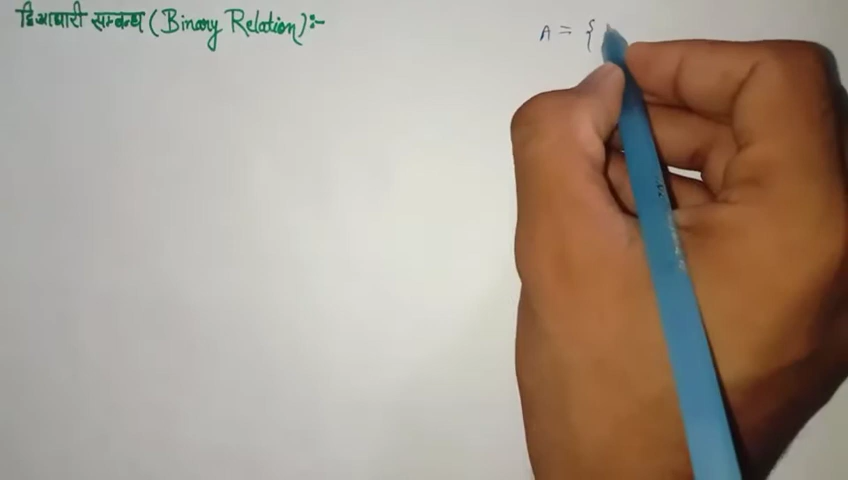 द्विआधारी सम्बन्ध (Binary Relation):-
A = {